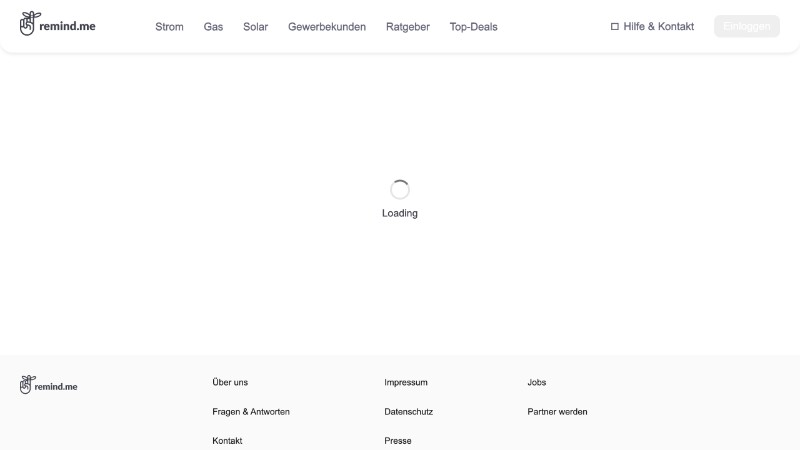 remind.me
Strom Gas Solar Gewerbekunden Ratgeber Top-Deals Hilfe & Kontakt Einloggen
Loading
remind.me
Über uns Impressum Jobs
Fragen & Antworten Datenschutz Partner werden
Kontakt Presse